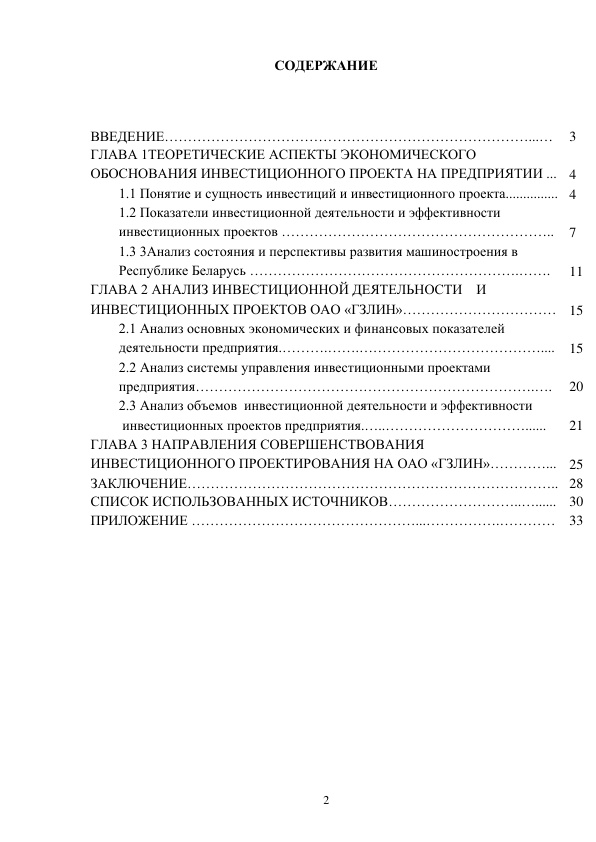 СОДЕРЖАНИЕ
ВВЕДЕНИЕ……………………………………………………………………...… 3
ГЛАВА 1ТЕОРЕТИЧЕСКИЕ АСПЕКТЫ ЭКОНОМИЧЕСКОГО
ОБОСНОВАНИЯ ИНВЕСТИЦИОННОГО ПРОЕКТА НА ПРЕДПРИЯТИИ ... 4
1.1 Понятие и сущность инвестиций и инвестиционного проекта.............. 4
1.2 Показатели инвестиционной деятельности и эффективности
инвестиционных проектов ………………………………………………….. 7
1.3 3Анализ состояния и перспективы развития машиностроения в
Республике Беларусь ………………………………………………….……. 11
ГЛАВА 2 АНАЛИЗ ИНВЕСТИЦИОННОЙ ДЕЯТЕЛЬНОСТИ И
ИНВЕСТИЦИОННЫХ ПРОЕКТОВ ОАО «ГЗЛИН»…………………………… 15
2.1 Анализ основных экономических и финансовых показателей
деятельности предприятия.……….…….………………………………….... 15
2.2 Анализ системы управления инвестиционными проектами
предприятия……………………………………………………………….…. 20
2.3 Анализ объемов инвестиционной деятельности и эффективности
инвестиционных проектов предприятия.…..…………………………...... 21
ГЛАВА 3 НАПРАВЛЕНИЯ СОВЕРШЕНСТВОВАНИЯ
ИНВЕСТИЦИОННОГО ПРОЕКТИРОВАНИЯ НА ОАО «ГЗЛИН»…………... 25
ЗАКЛЮЧЕНИЕ…………………………………………………………………….. 28
СПИСОК ИСПОЛЬЗОВАННЫХ ИСТОЧНИКОВ………………………..…...... 30
ПРИЛОЖЕНИЕ …………………………………………...…………….………… 33
2